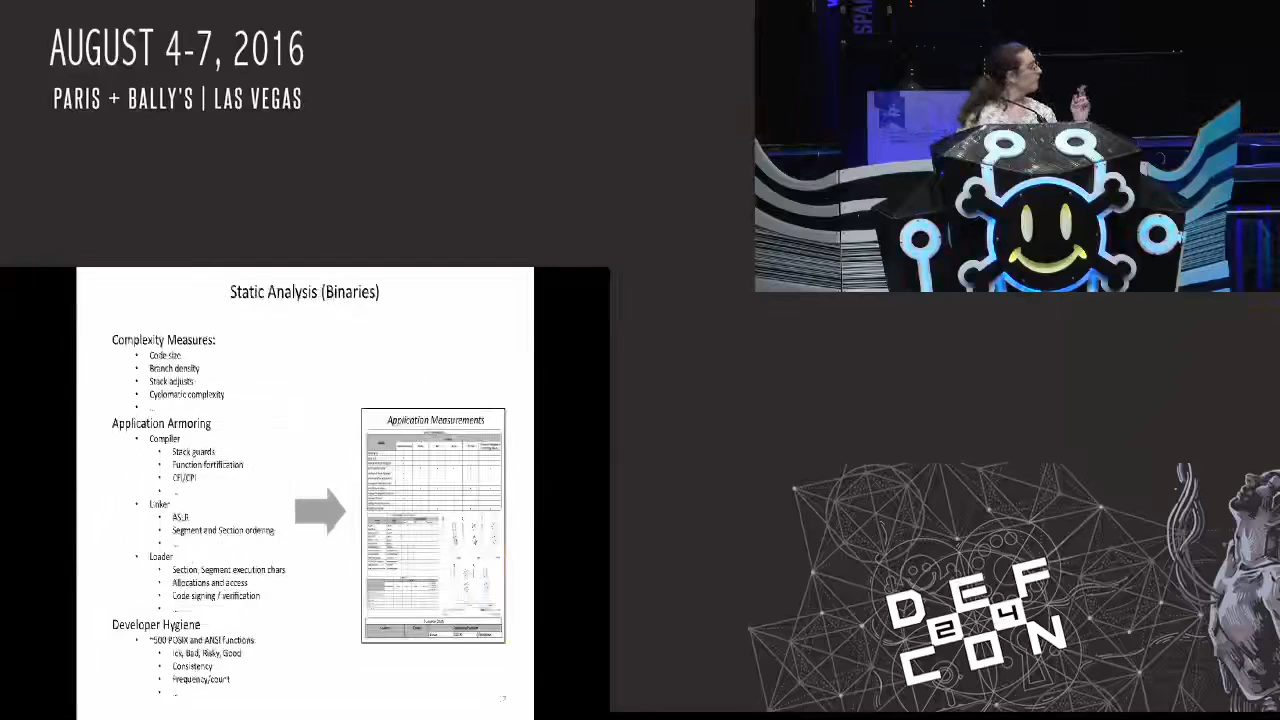 AUGUST 4-7, 2016
PARIS + BALLY'S | LAS VEGAS
Static Analysis (Binaries)
Complexity Measures:
• Code size
• Branch density
• Stack adjusts
• Cyclomatic complexity
• ...
Application Armoring
• Compiler
• Stack guards
• Function fortification
• CFI/CPI
• ...
• Linker
• ASLR
• Segment and Section ordering
• ...
• Loader
• Section, Segment execution chars
• Allocations and access
• Code signing / verification
• ...
Developer Hygiene
• ~500 POSIX and ANSI functions
• Ick, Bad, Risky, Good
• Consistency
• Frequency/count
• ...
Application Measurements
DEF
24
CON